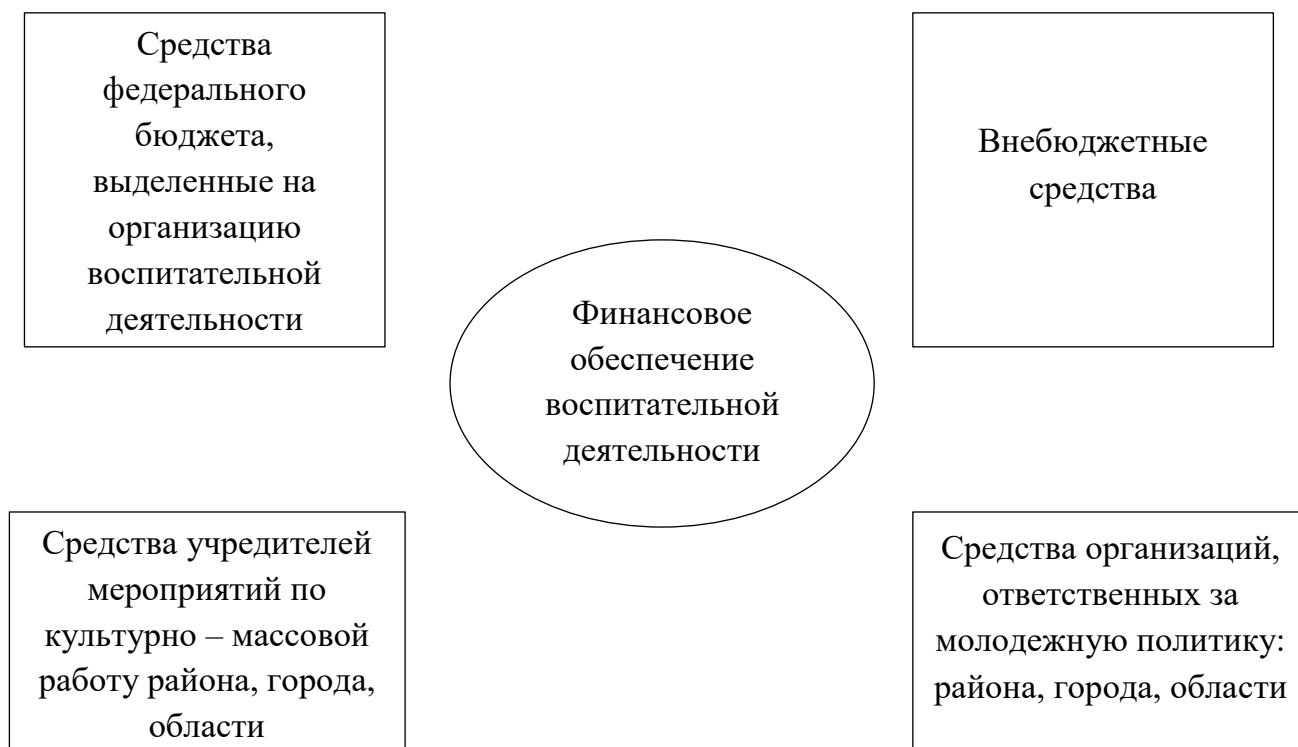 Средства
федерального
бюджета,
выделенные на
организацию
воспитательной
деятельности
Внебюджетные
средства
Финансовое
обеспечение
воспитательной
деятельности
Средства учредителей
мероприятий по
культурно – массовой
работу района, города,
области
Средства организаций,
ответственных за
молодежную политику:
района, города, области